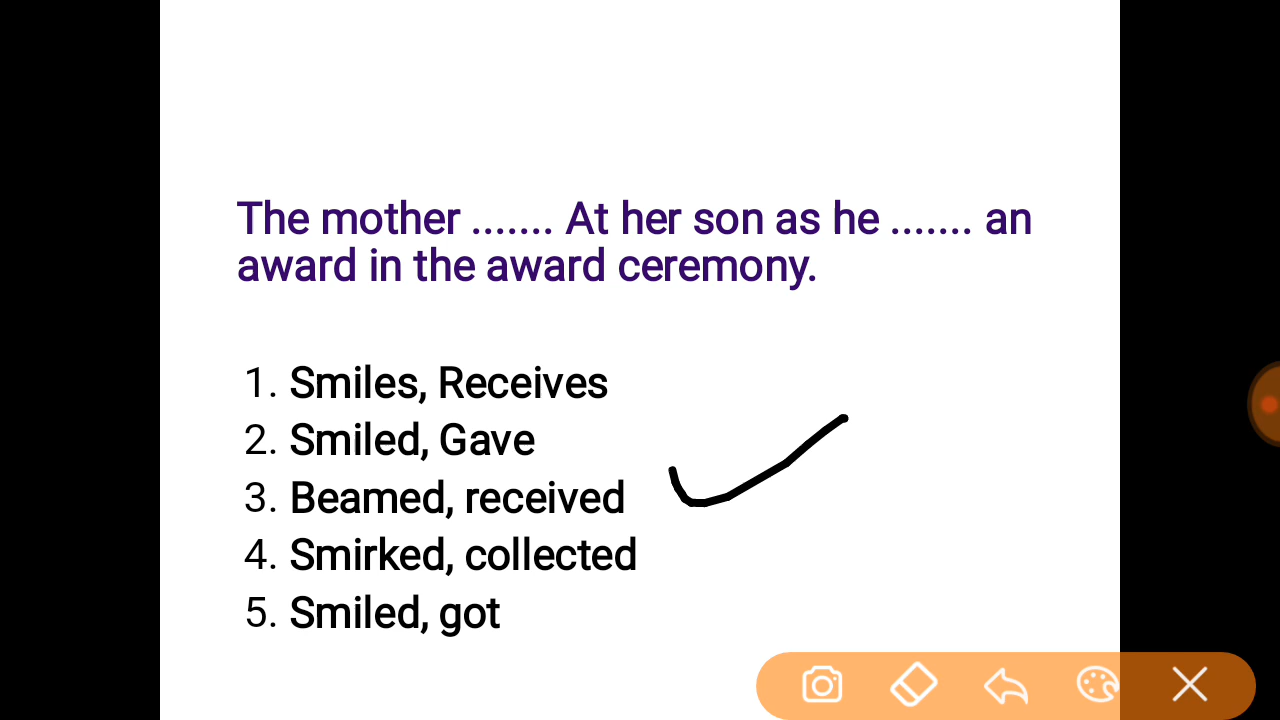 The mother ....... At her son as he ....... an
award in the award ceremony.
1. Smiles, Receives
2. Smiled, Gave
3. Beamed, received
4. Smirked, collected
5. Smiled, got